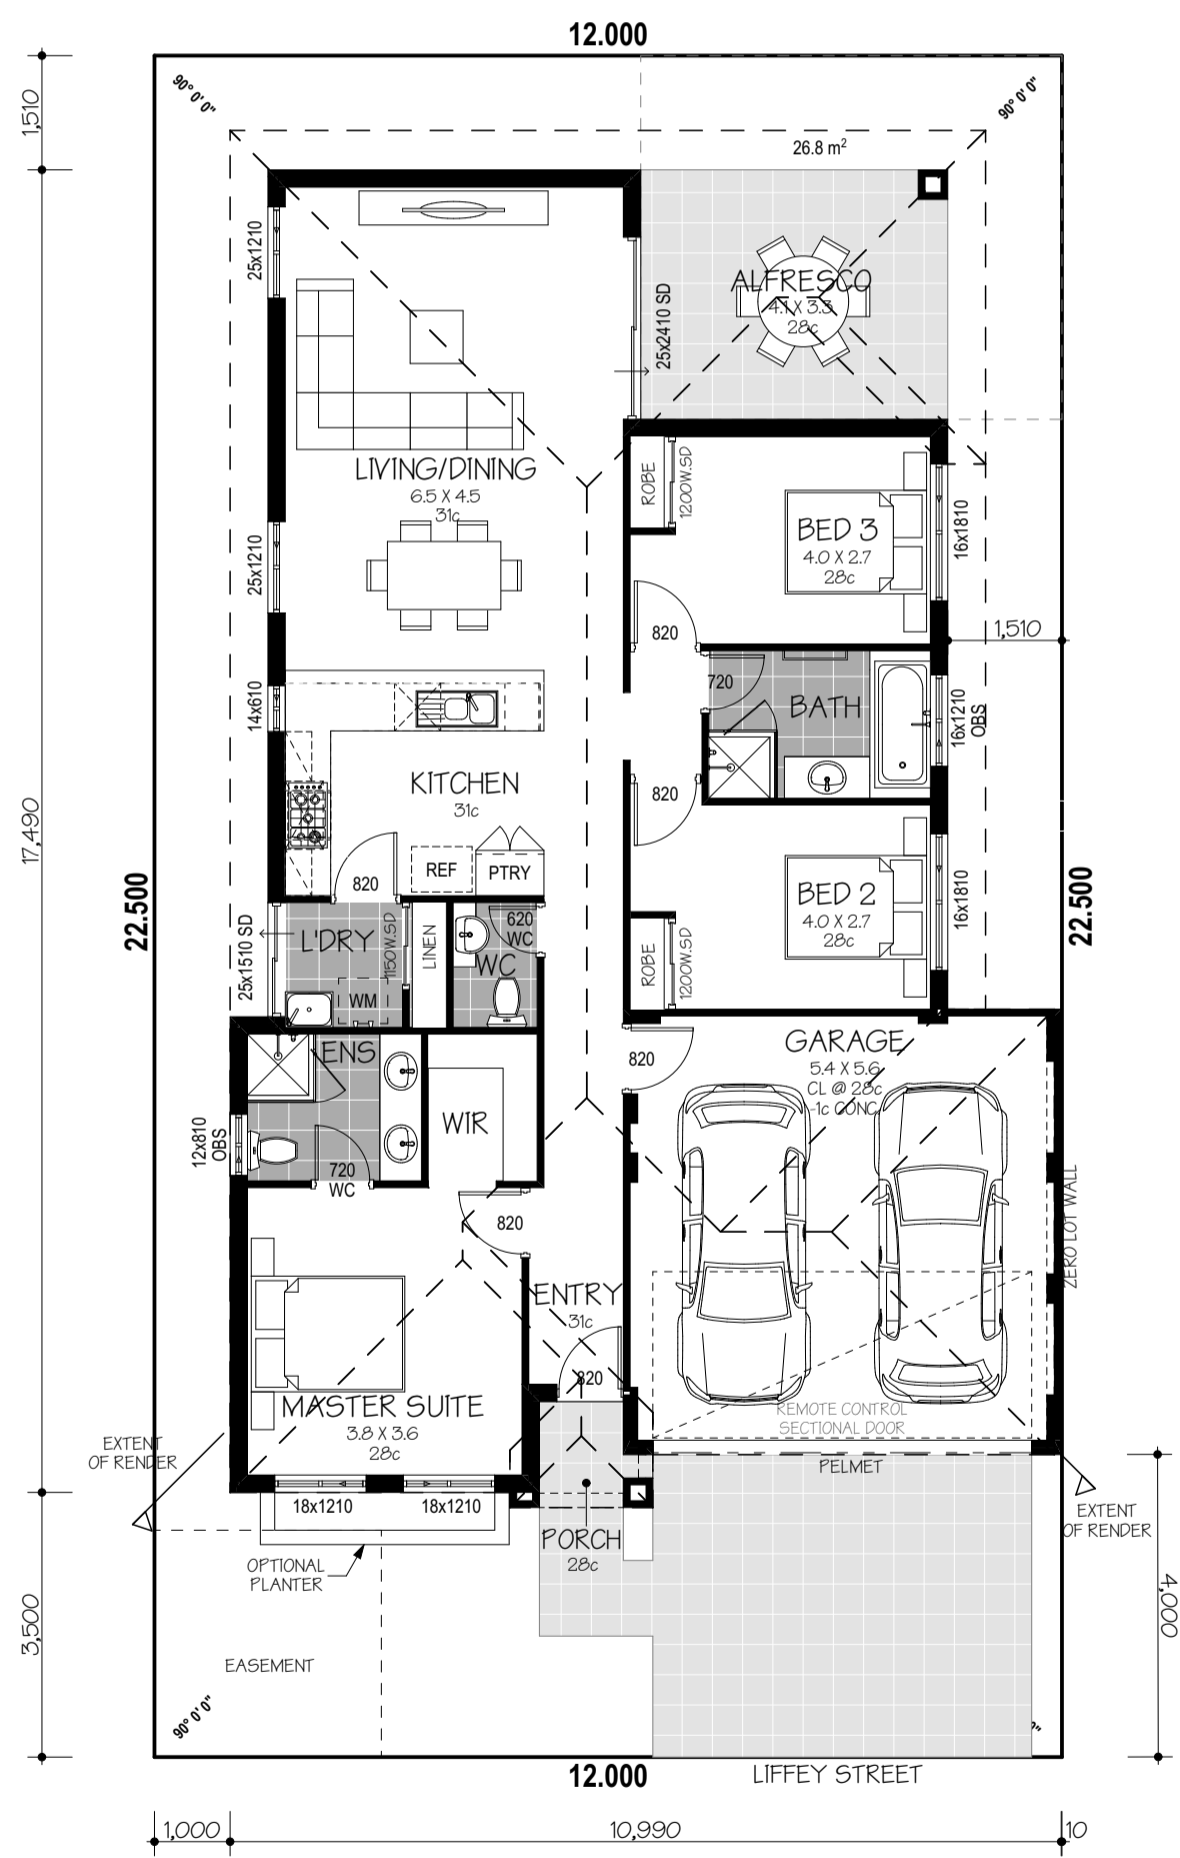 12.000
90° 0' 0"
90° 0' 0"
1,510
26.8 m²
25x1210
ALFRESCO
4.1 X 3.3
28c
25x2410 SD
LIVING/DINING
6.5 X 4.5
31c
ROBE
1200W.SD
BED 3
4.0 X 2.7
28c
16x1810
25x1210
820
1,510
720
BATH
16x1210
OBS
14x610
KITCHEN
31c
820
17,490
REF
PTRY
820
BED 2
4.0 X 2.7
28c
16x1810
22.500
22.500
25x1510 SD
L'DRY
1150W.SD
LINEN
620
WC
WC
ROBE
1200W.SD
WM
ENS
820
GARAGE
5.4 X 5.6
CL @ 28c
-1c CONC
WIR
12x810
OBS
720
WC
820
ZERO LOT WALL
ENTRY
31c
820
MASTER SUITE
3.8 X 3.6
28c
REMOTE CONTROL
SECTIONAL DOOR
EXTENT
OF RENDER
PELMET
18x1210
18x1210
EXTENT
OF RENDER
PORCH
28c
OPTIONAL
PLANTER
3,500
4,000
EASEMENT
90° 0' 0"
12.000
LIFFEY STREET
1,000
10,990
10